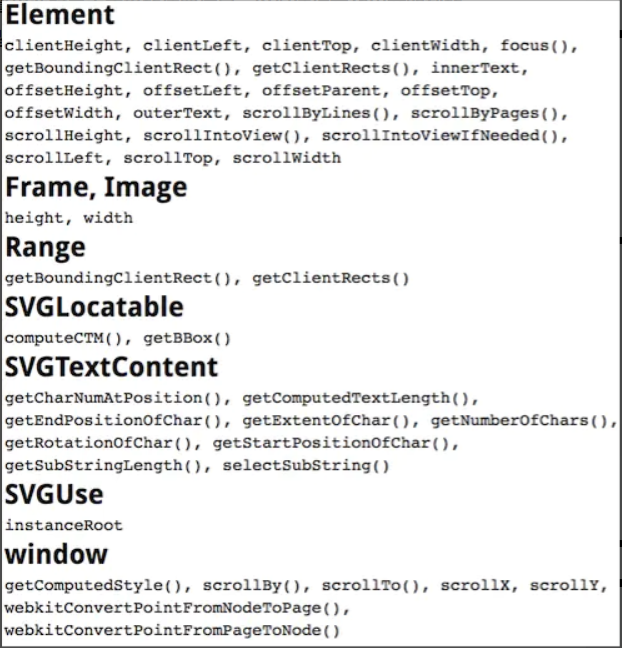 Element
clientHeight, clientLeft, clientTop, clientWidth, focus(),
getBoundingClientRect(), getClientRects(), innerText,
offsetHeight, offsetLeft, offsetParent, offsetTop,
offsetWidth, outerText, scrollByLines(), scrollByPages(),
scrollHeight, scrollIntoView(), scrollIntoViewIfNeeded(),
scrollLeft, scrollTop, scrollWidth
Frame, Image
height, width
Range
getBoundingClientRect(), getClientRects()
SVGLocatable
computeCTM(), getBBox()
SVGTextContent
getCharNumAtPosition(), getComputedTextLength(),
getEndPositionOfChar(), getExtentOfChar(), getNumberOfChars(),
getRotationOfChar(), getStartPositionOfChar(),
getSubStringLength(), selectSubString()
SVGUse
instanceRoot
window
getComputedStyle(), scrollBy(), scrollTo(), scrollX, scrollY,
webkitConvertPointFromNodeToPage(),
webkitConvertPointFromPageToNode()